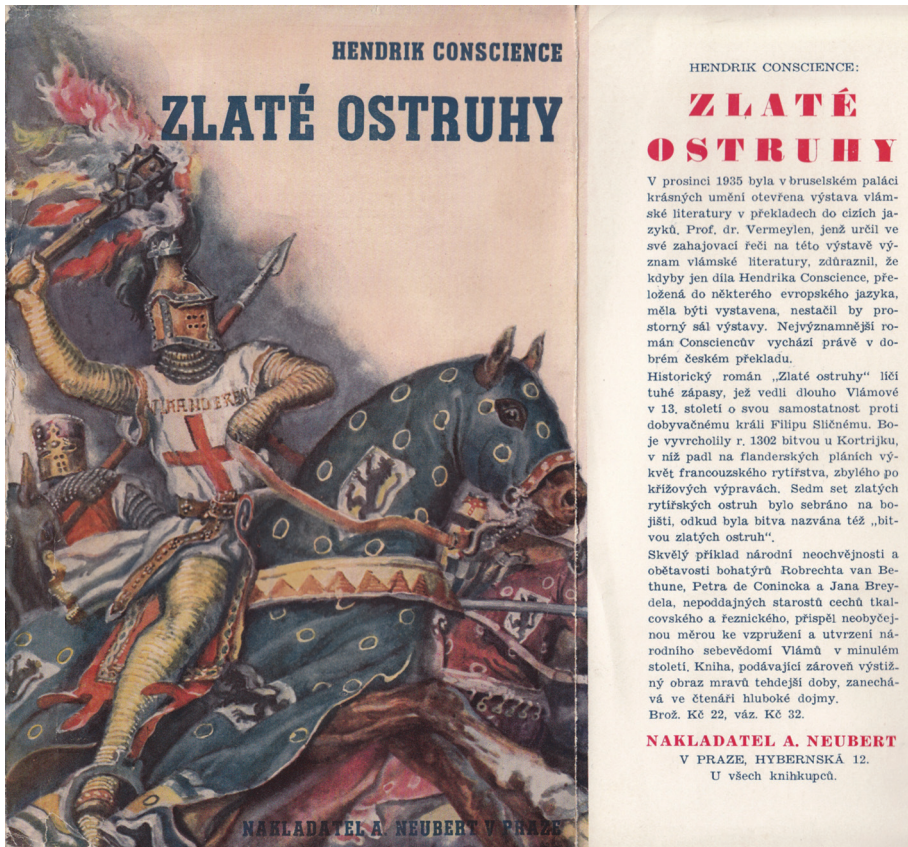 HENDRIK CONSCIENCE
ZLATÉ OSTRUHY
NAKLADATEL A. NEUBERT V PRAZE
HENDRIK CONSCIENCE:
ZLATÉ
OSTRUHY
V prosinci 1935 byla v bruselském paláci
krásných umění otevřena výstava vlám-
ské literatury v překladech do cizích ja-
zyků. Prof. dr. Vermeylen, jenž určil ve
své zahajovací řeči na této výstavě vý-
znam vlámské literatury, zdůraznil, že
kdyby jen díla Hendrika Conscience, pře-
ložená do některého evropského jazyka,
měla býti vystavena, nestačil by pro-
storný sál výstavy. Nejvýznamnější ro-
mán Consciencův vychází právě v do-
brém českém překladu.
Historický román „Zlaté ostruhy“ líčí
tuhé zápasy, jež vedli dlouho Vlámové
v 13. století o svou samostatnost proti
dobyvačnému králi Filipu Sličnému. Bo-
je vyvrcholily r. 1302 bitvou u Kortrijku,
v níž padl na flanderských pláních vý-
květ francouzského rytířstva, zbylého po
křížových výpravách. Sedm set zlatých
rytířských ostruh bylo sebráno na bo-
jišti, odkud byla bitva nazvána též „bit-
vou zlatých ostruh“.
Skvělý příklad národní neochvějnosti a
obětavosti bohatýrů Robrechta van Be-
thune, Petra de Conincka a Jana Brey-
dela, nepoddajných starostů cechů tkal-
covského a řeznického, přispěl neobyčej-
nou měrou ke vzpružení a utvrzení ná-
rodního sebevědomí Vlámů v minulém
století. Kniha, podávající zároveň výstiž-
ný obraz mravů tehdejší doby, zanechá-
vá ve čtenáři hluboké dojmy.
Brož. Kč 22, váz. Kč 32.
NAKLADATEL A. NEUBERT
V PRAZE, HYBERNSKÁ 12.
U všech knihkupců.